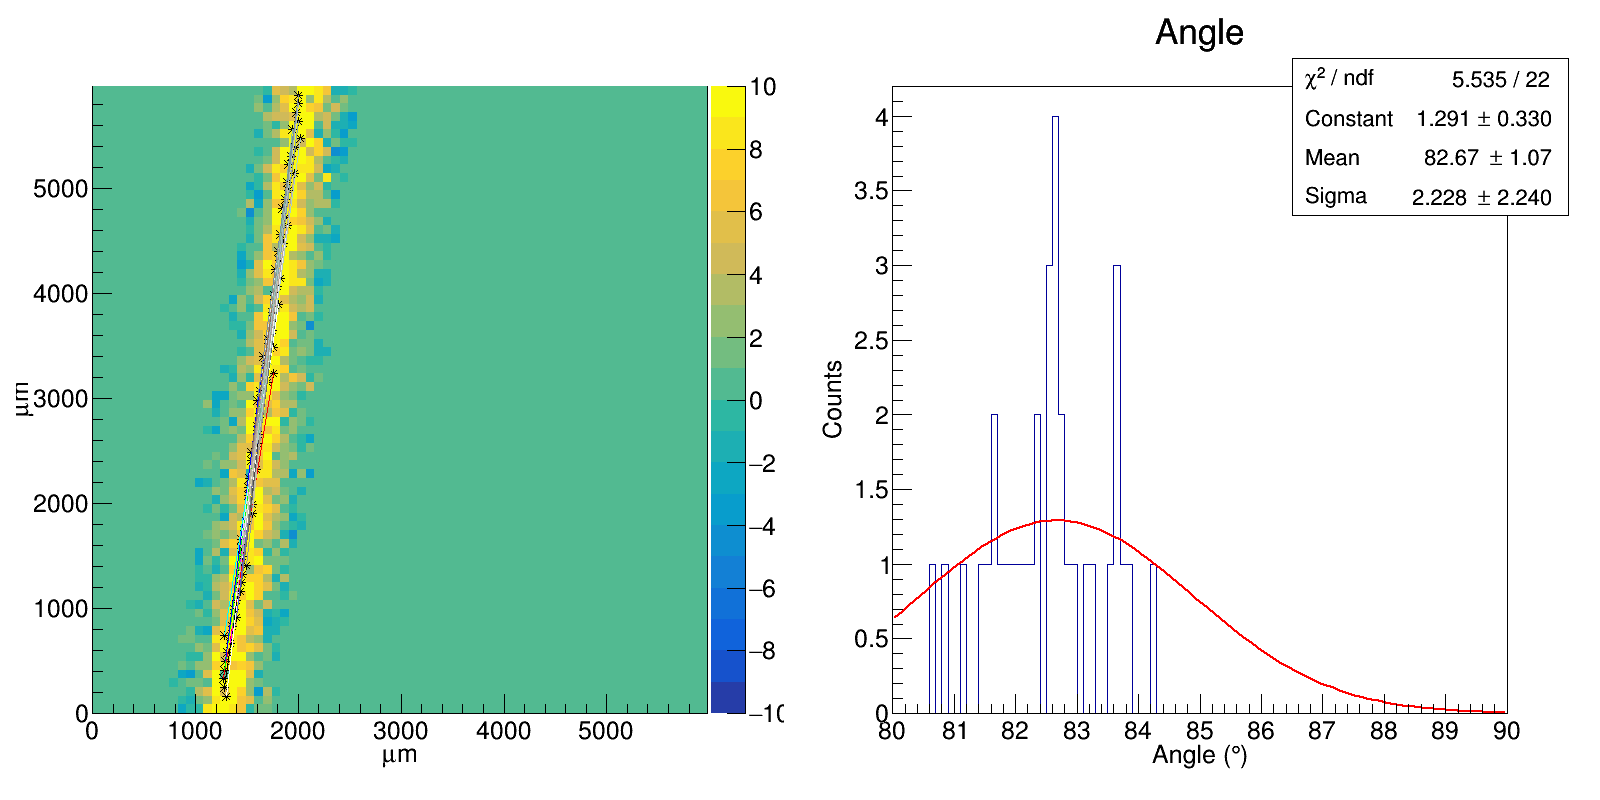 Angle
χ² / ndf 5.535 / 22
Constant 1.291 ± 0.330
Mean 82.67 ± 1.07
Sigma 2.228 ± 2.240
5000
4000
3000
2000
1000
0
μm
0 1000 2000 3000 4000 5000
μm
10
8
6
4
2
0
−2
−4
−6
−8
−10
4
3.5
3
2.5
2
1.5
1
0.5
0
Counts
80 81 82 83 84 85 86 87 88 89 90
Angle (°)